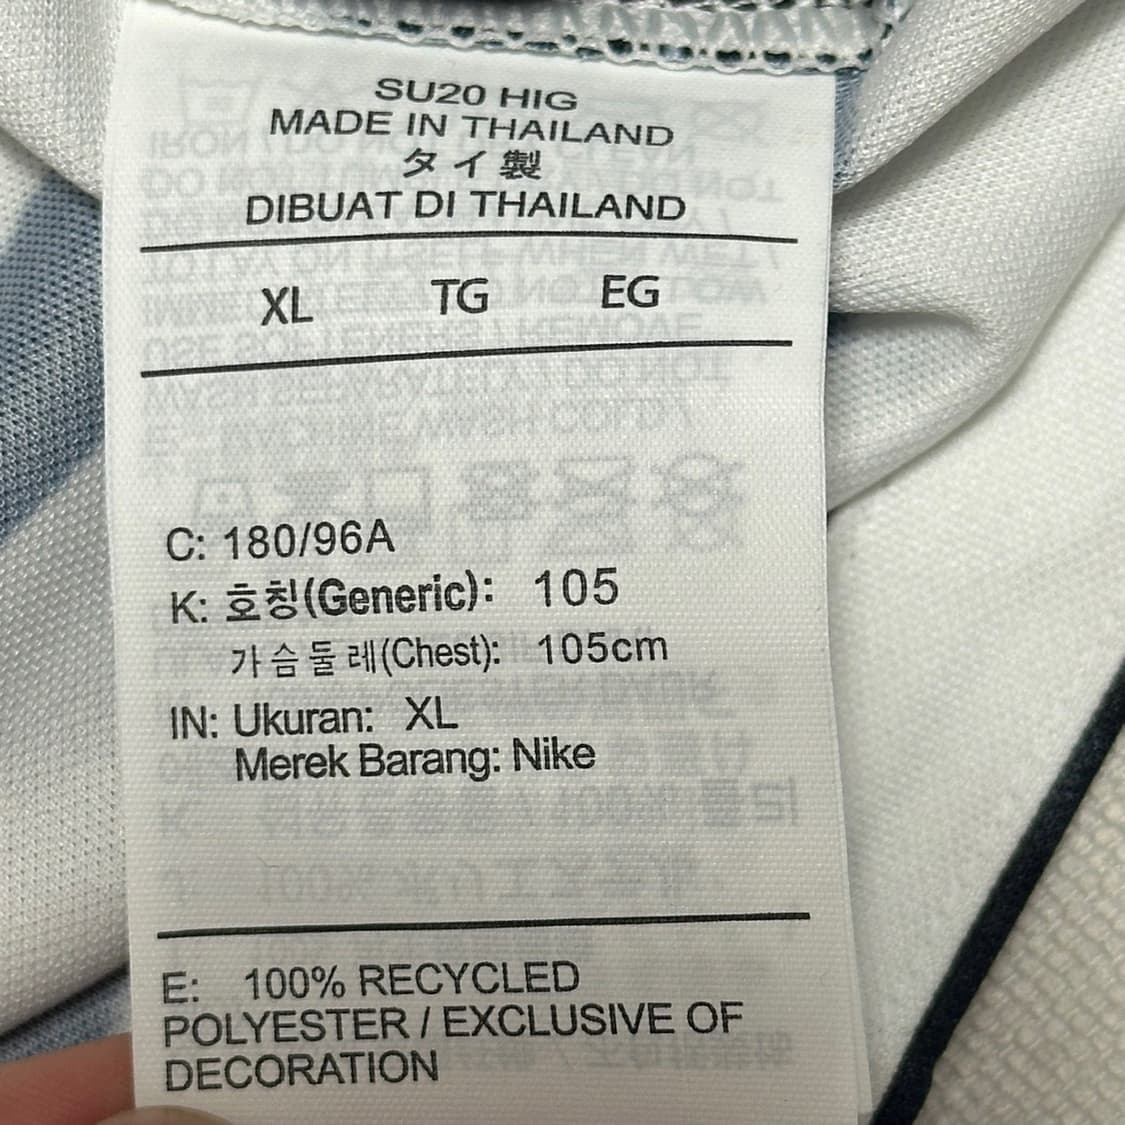 SU20 HIG
MADE IN THAILAND
タイ製
DIBUAT DI THAILAND
XL TG EG
C: 180/96A
K: 호칭(Generic): 105
가슴둘레(Chest): 105cm
IN: Ukuran: XL
Merek Barang: Nike
E: 100% RECYCLED
POLYESTER / EXCLUSIVE OF
DECORATION